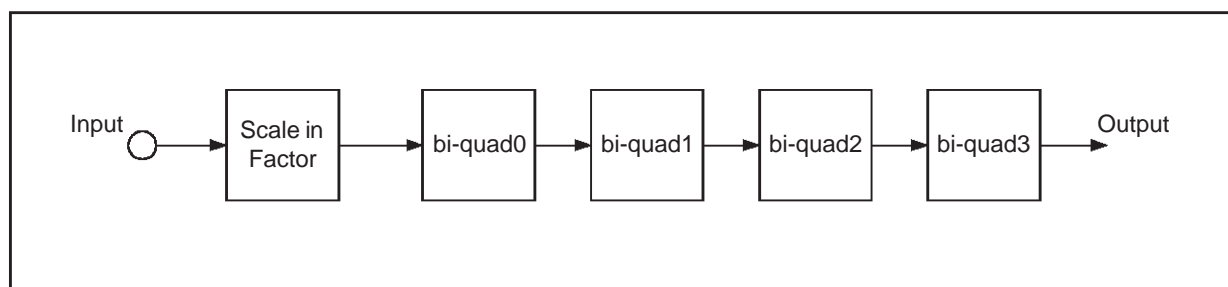 Input
Scale in
Factor
bi-quad0
bi-quad1
bi-quad2
bi-quad3
Output